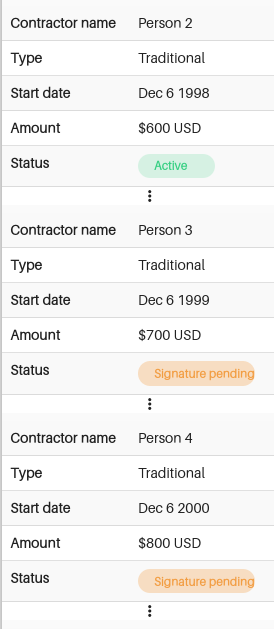 Contractor name Person 2
Type Traditional
Start date Dec 6 1998
Amount $600 USD
Status Active
Contractor name Person 3
Type Traditional
Start date Dec 6 1999
Amount $700 USD
Status Signature pending
Contractor name Person 4
Type Traditional
Start date Dec 6 2000
Amount $800 USD
Status Signature pending